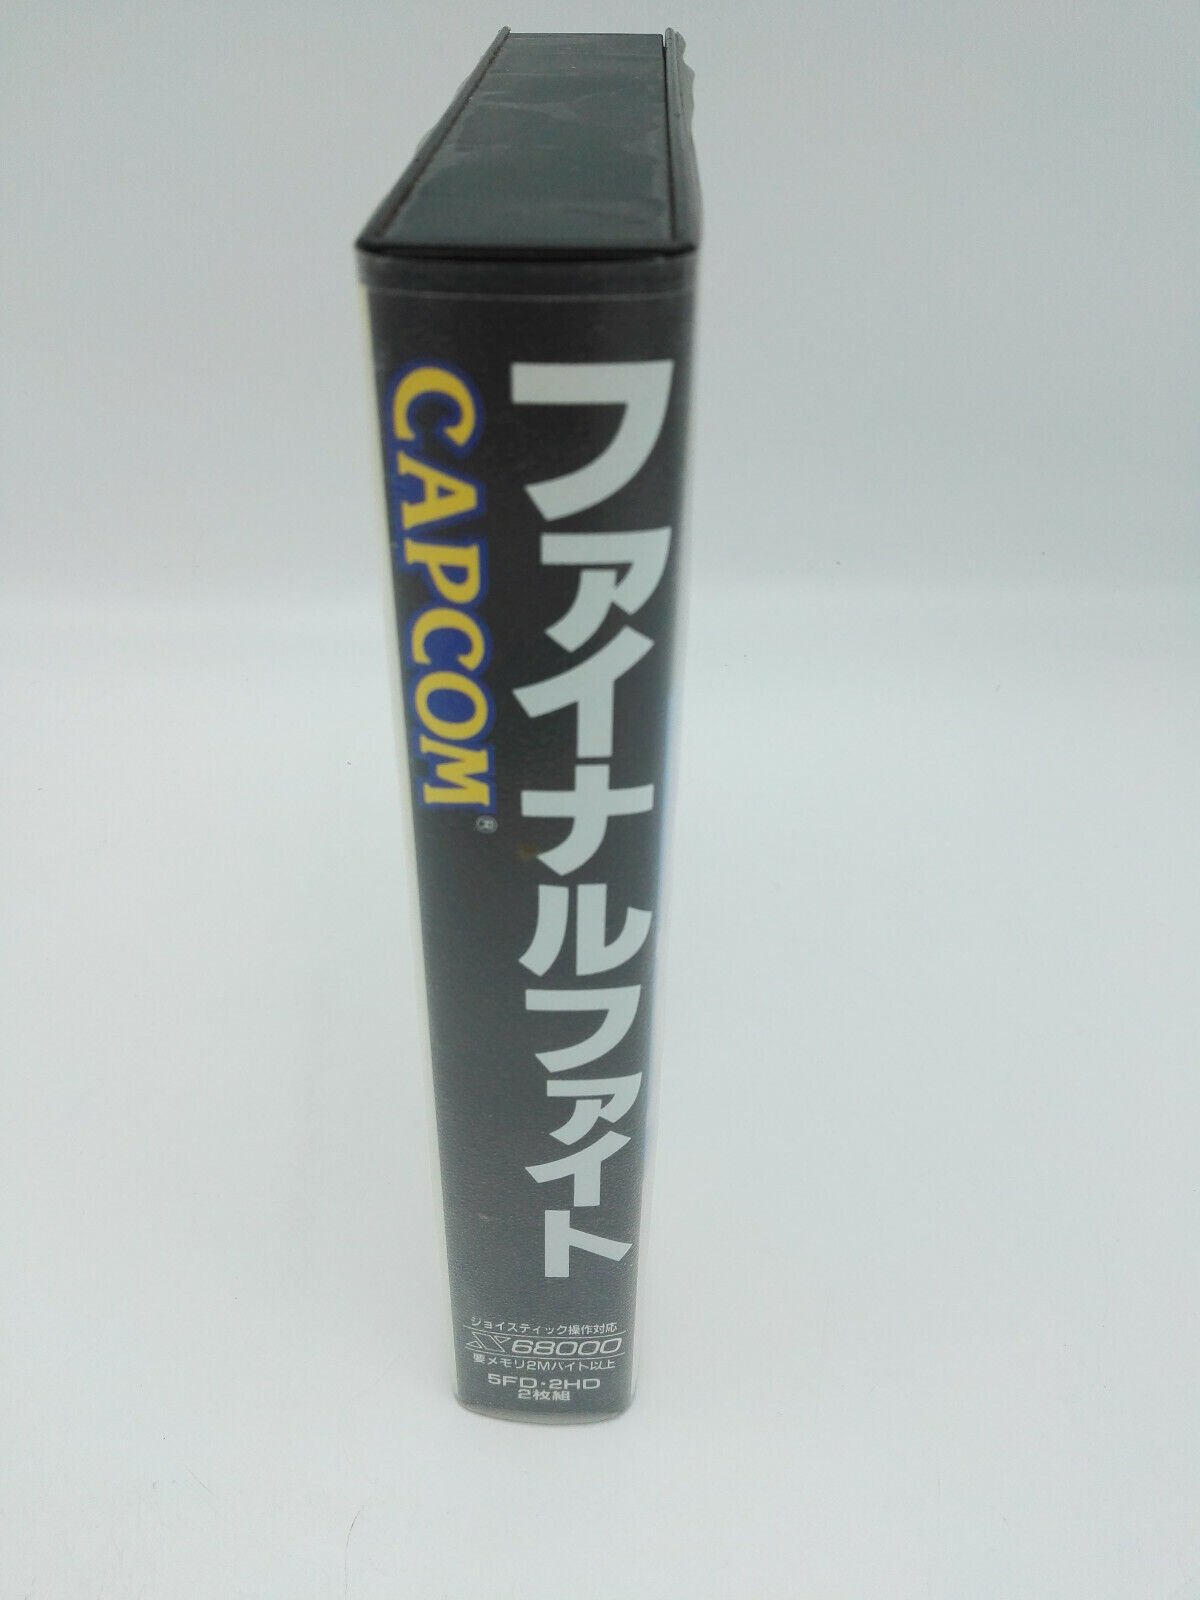 ファイナルファイト
CAPCOM®
ジョイスティック操作対応
X68000
要メモリ2Mバイト以上
5FD・2HD
2枚組